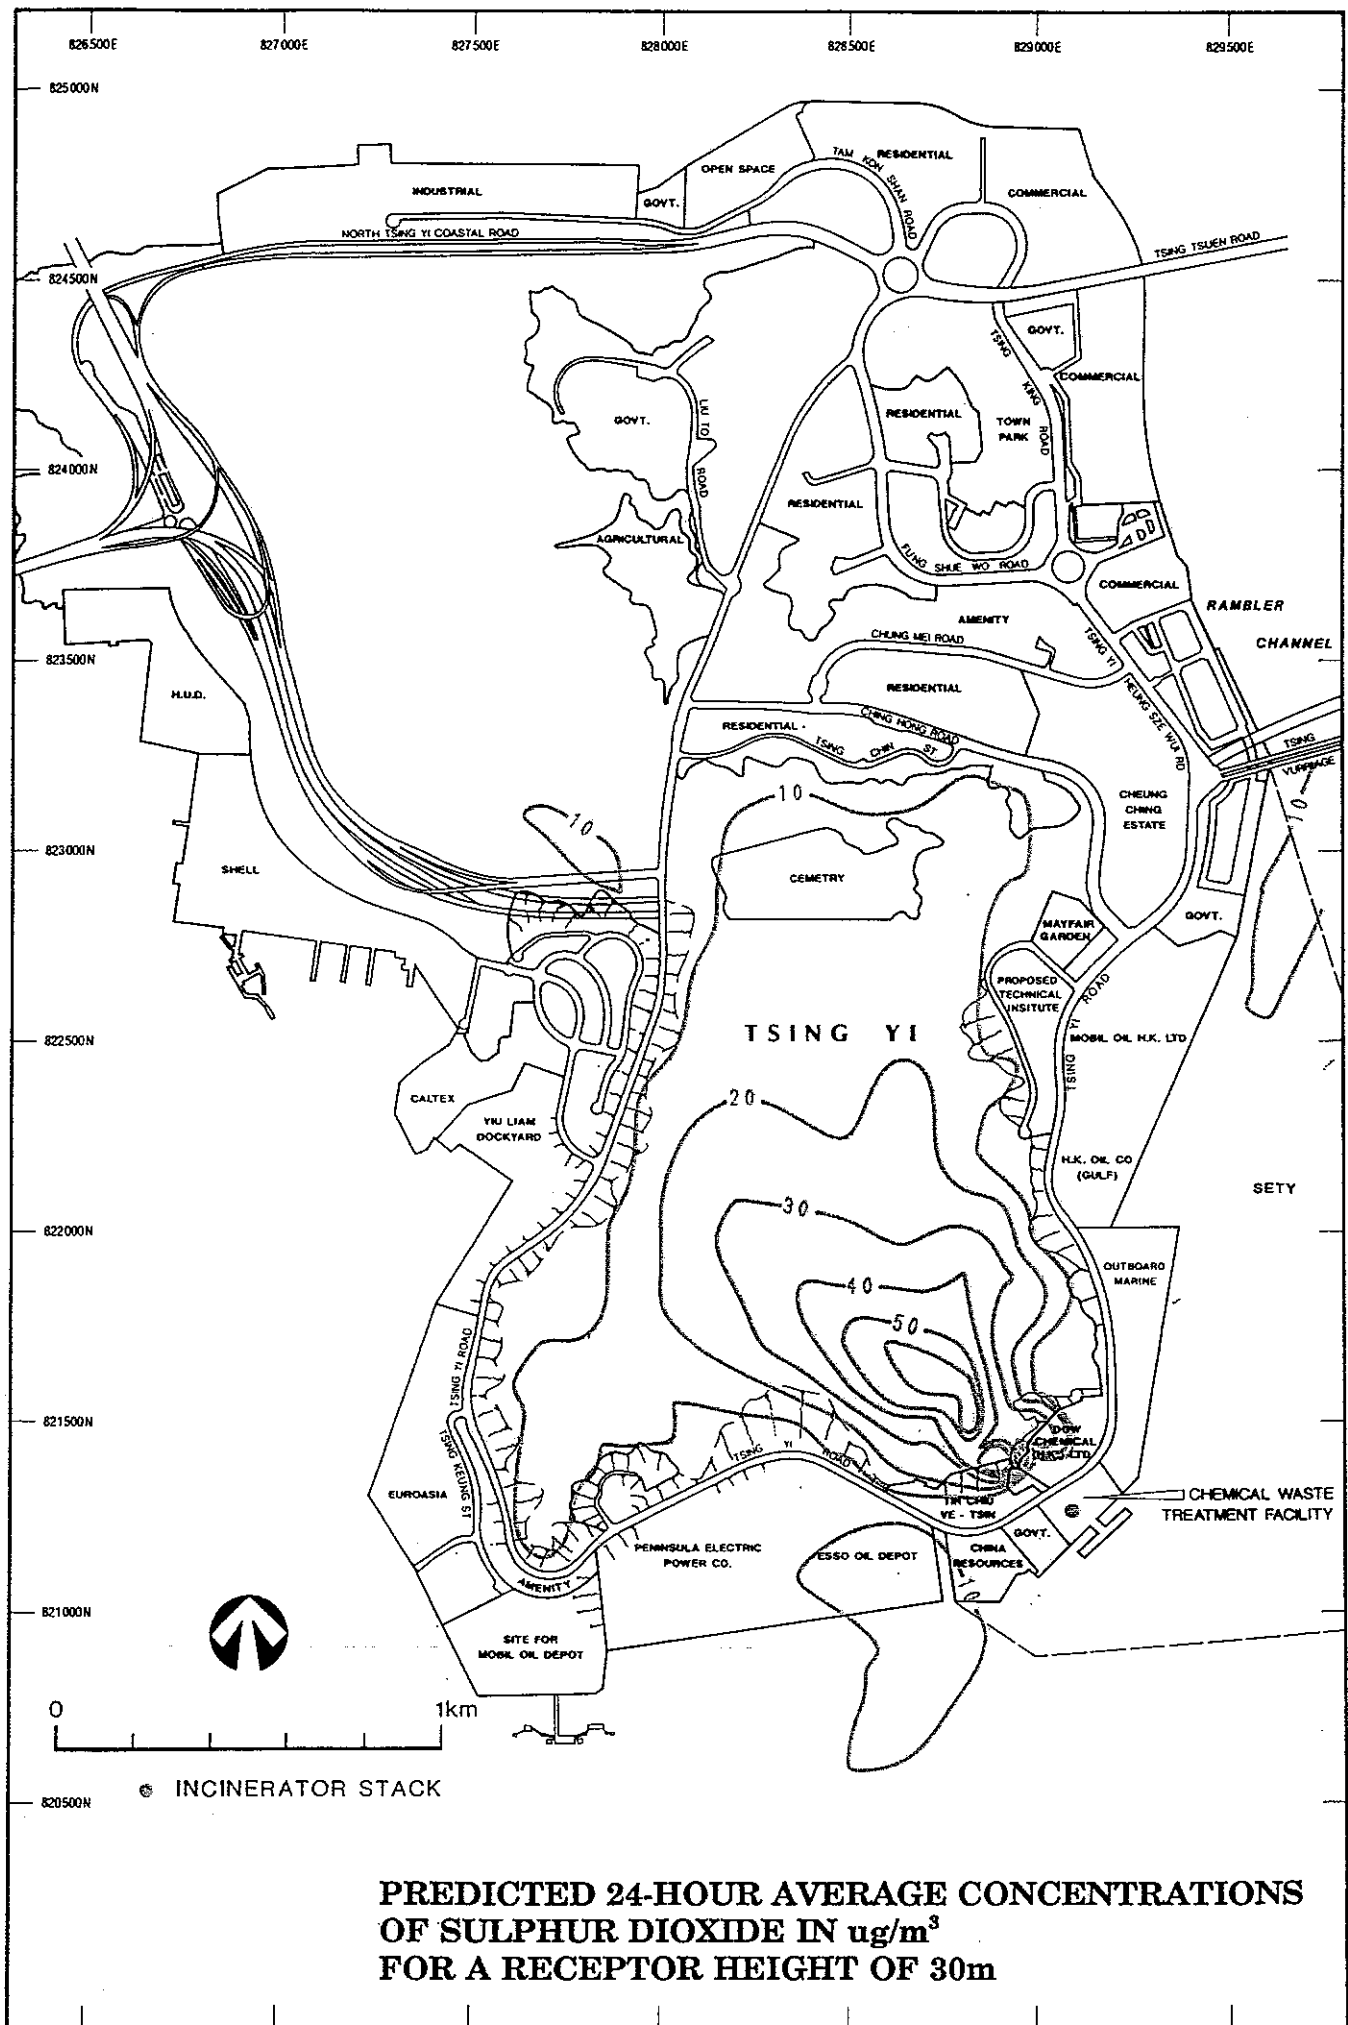 826500E
827000E
827500E
828000E
828500E
829000E
829500E
825000N
824500N
824000N
823500N
823000N
822500N
822000N
821500N
821000N
820500N
INDUSTRIAL
GOVT.
OPEN SPACE
TAM KON SHAN ROAD
RESIDENTIAL
COMMERCIAL
NORTH TSING YI COASTAL ROAD
TSING TSUEN ROAD
GOVT.
LIU TO ROAD
TSING KING ROAD
GOVT.
COMMERCIAL
RESIDENTIAL
TOWN
PARK
RESIDENTIAL
AGRICULTURAL
FUNG SHUE WO ROAD
COMMERCIAL
RAMBLER
CHANNEL
AMENITY
CHUNG MEI ROAD
TSING YI
HEUNG SZE WUI RD
H.U.D.
RESIDENTIAL
RESIDENTIAL
CHING HONG ROAD
TSING CHIN ST
TSING
CHEUNG
CHING
ESTATE
10
10
10
SHELL
CEMETRY
MAYFAIR
GARDEN
GOVT.
PROPOSED
TECHNICAL
INSITUTE
TSING YI ROAD
MOBIL OIL H.K. LTD
TSING YI
CALTEX
YIU LIAM
DOCKYARD
20
H.K. OIL CO
(GULF)
SETY
30
OUTBOARD
MARINE
40
50
TSING YI ROAD
TSING KEUNG ST
EUROASIA
TSING YI ROAD
DOW
CHEMICAL
TIN CHIU
YE - TSIN
CHEMICAL WASTE
TREATMENT FACILITY
GOVT.
CHINA
RESOURCES
ESSO OIL DEPOT
PENINSULA ELECTRIC
POWER CO.
AMENITY
SITE FOR
MOBIL OIL DEPOT
0 1km
INCINERATOR STACK
PREDICTED 24-HOUR AVERAGE CONCENTRATIONS
OF SULPHUR DIOXIDE IN ug/m³
FOR A RECEPTOR HEIGHT OF 30m